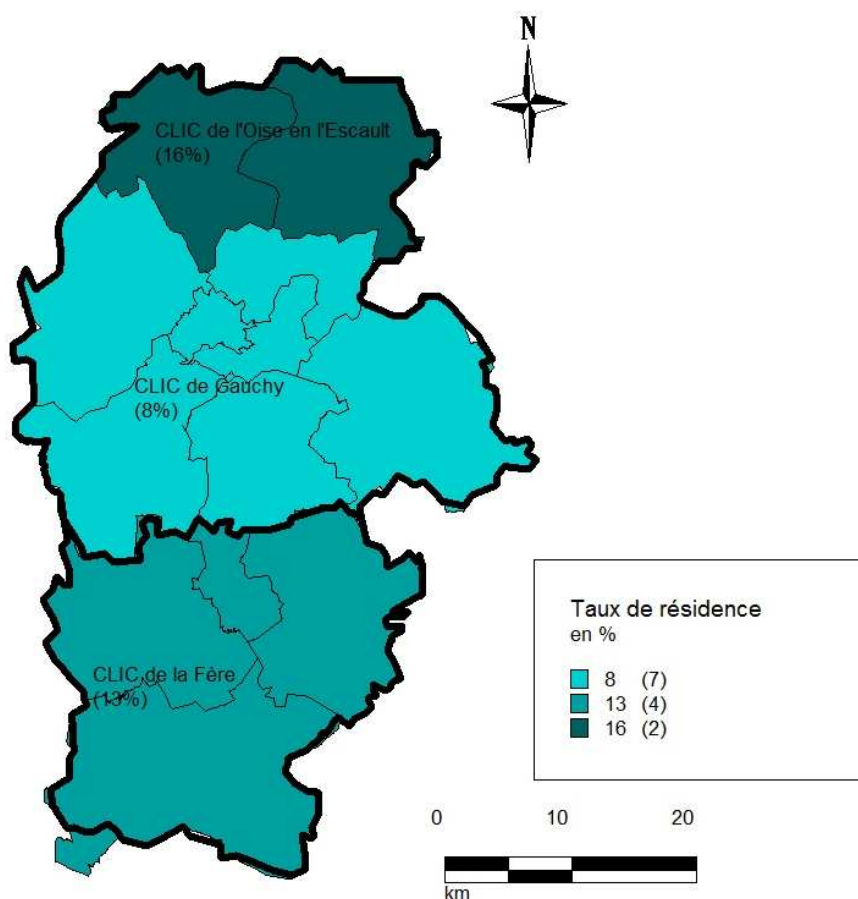 N
CLIC de l'Oise en l'Escault
(16%)
CLIC de Gauchy
(8%)
CLIC de la Fère
(13%)
Taux de résidence
en %
8 (7)
13 (4)
16 (2)
0 10 20
km